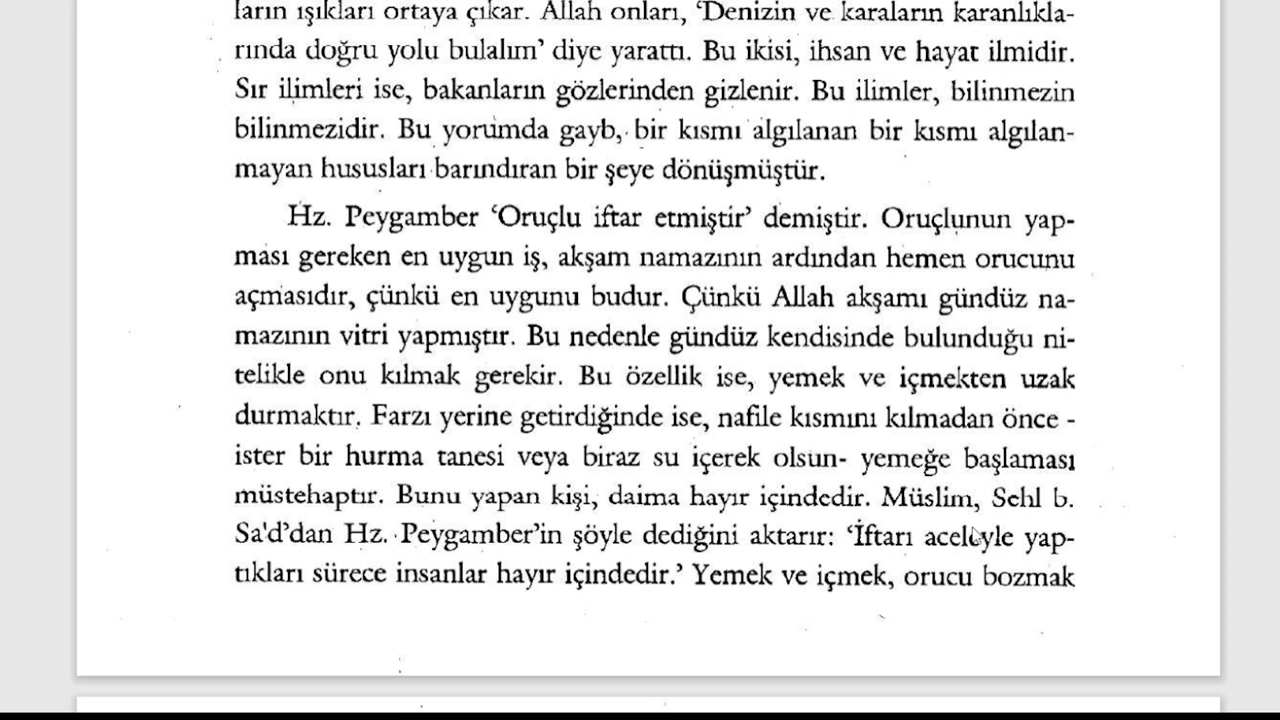 ların ışıkları ortaya çıkar. Allah onları, ‘Denizin ve karaların karanlıkla-
rında doğru yolu bulalım’ diye yarattı. Bu ikisi, ihsan ve hayat ilmidir.
Sır ilimleri ise, bakanların gözlerinden gizlenir. Bu ilimler, bilinmezin
bilinmezidir. Bu yorumda gayb, bir kısmı algılanan bir kısmı algılan-
mayan hususları barındıran bir şeye dönüşmüştür.
Hz. Peygamber ‘Oruçlu iftar etmiştir’ demiştir. Oruçlunun yap-
ması gereken en uygun iş, akşam namazının ardından hemen orucunu
açmasıdır, çünkü en uygunu budur. Çünkü Allah akşamı gündüz na-
mazının vitri yapmıştır. Bu nedenle gündüz kendisinde bulunduğu ni-
telikle onu kılmak gerekir. Bu özellik ise, yemek ve içmekten uzak
durmaktır. Farzı yerine getirdiğinde ise, nafile kısmını kılmadan önce -
ister bir hurma tanesi veya biraz su içerek olsun- yemeğe başlaması
müstehaptır. Bunu yapan kişi, daima hayır içindedir. Müslim, Sehl b.
Sa'd’dan Hz. Peygamber’in şöyle dediğini aktarır: ‘İftarı aceleyle yap-
tıkları sürece insanlar hayır içindedir.’ Yemek ve içmek, orucu bozmak